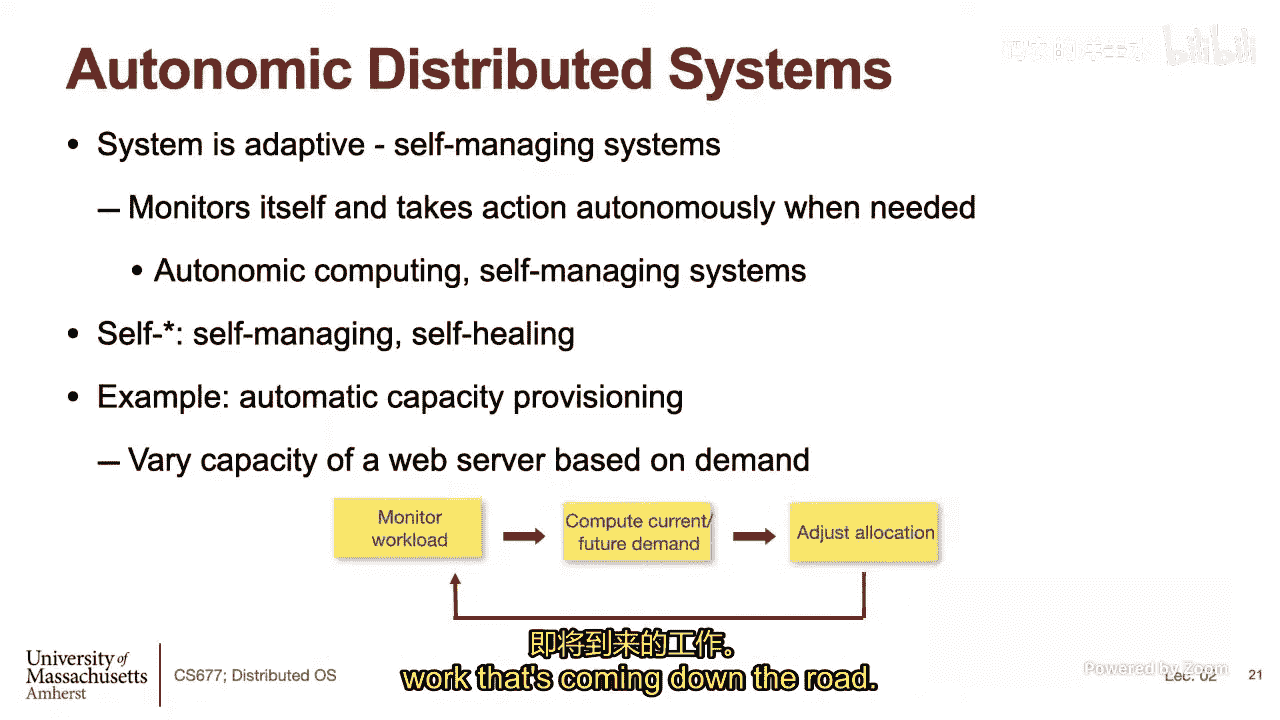 Autonomic Distributed Systems
• System is adaptive - self-managing systems
– Monitors itself and takes action autonomously when needed
• Autonomic computing, self-managing systems
• Self-*: self-managing, self-healing
• Example: automatic capacity provisioning
– Vary capacity of a web server based on demand
Monitor
workload
Compute current/
future demand
Adjust allocation
即将到来的工作。
work that's coming down the road.
University of
Massachusetts
Amherst
CS677; Distributed OS
Powered by Zoom
Lec. 02
21
bilibili